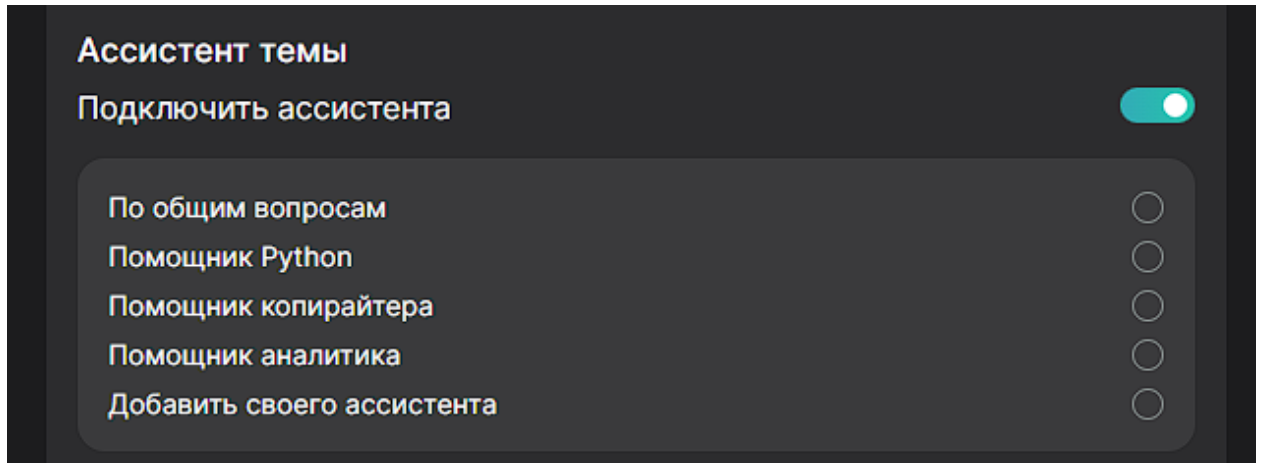 Ассистент темы
Подключить ассистента
По общим вопросам
Помощник Python
Помощник копирайтера
Помощник аналитика
Добавить своего ассистента